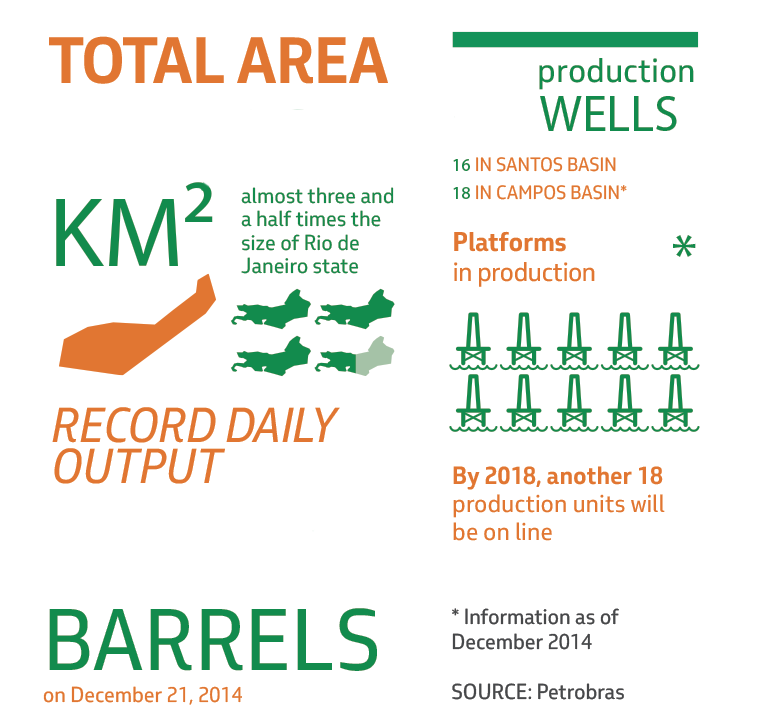 TOTAL AREA
KM²
almost three and
a half times the
size of Rio de
Janeiro state
RECORD DAILY
OUTPUT
BARRELS
on December 21, 2014
production
WELLS
16 IN SANTOS BASIN
18 IN CAMPOS BASIN*
Platforms
in production
*
By 2018, another 18
production units will
be on line
* Information as of
December 2014
SOURCE: Petrobras